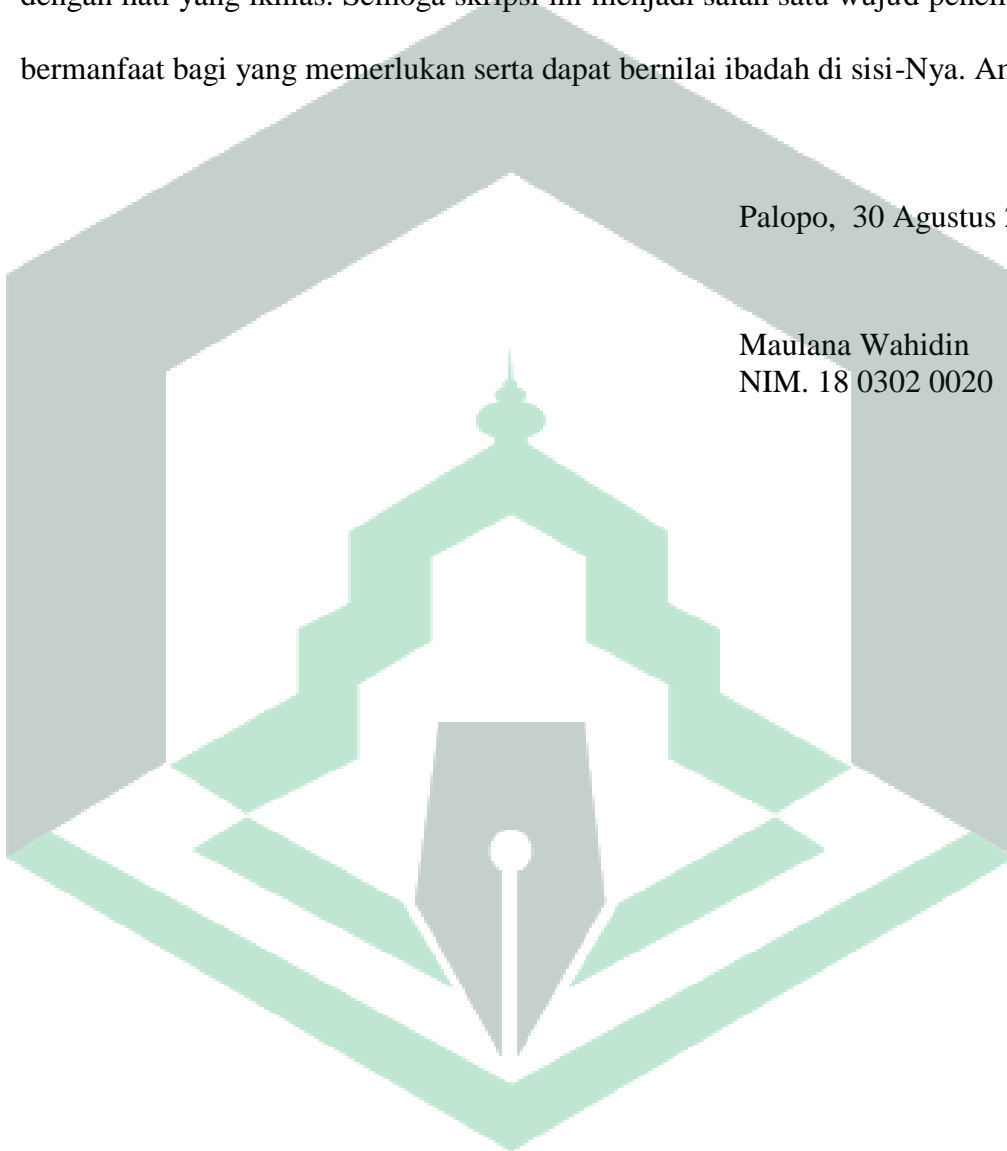 dengan hati yang ikhlas. Semoga skripsi ini menjadi salah satu wujud
bermanfaat bagi yang memerlukan serta dapat bernilai ibadah di sisi-Nya.
Palopo, 30 Agustus
Maulana Wahidin
NIM. 18 0302 0020